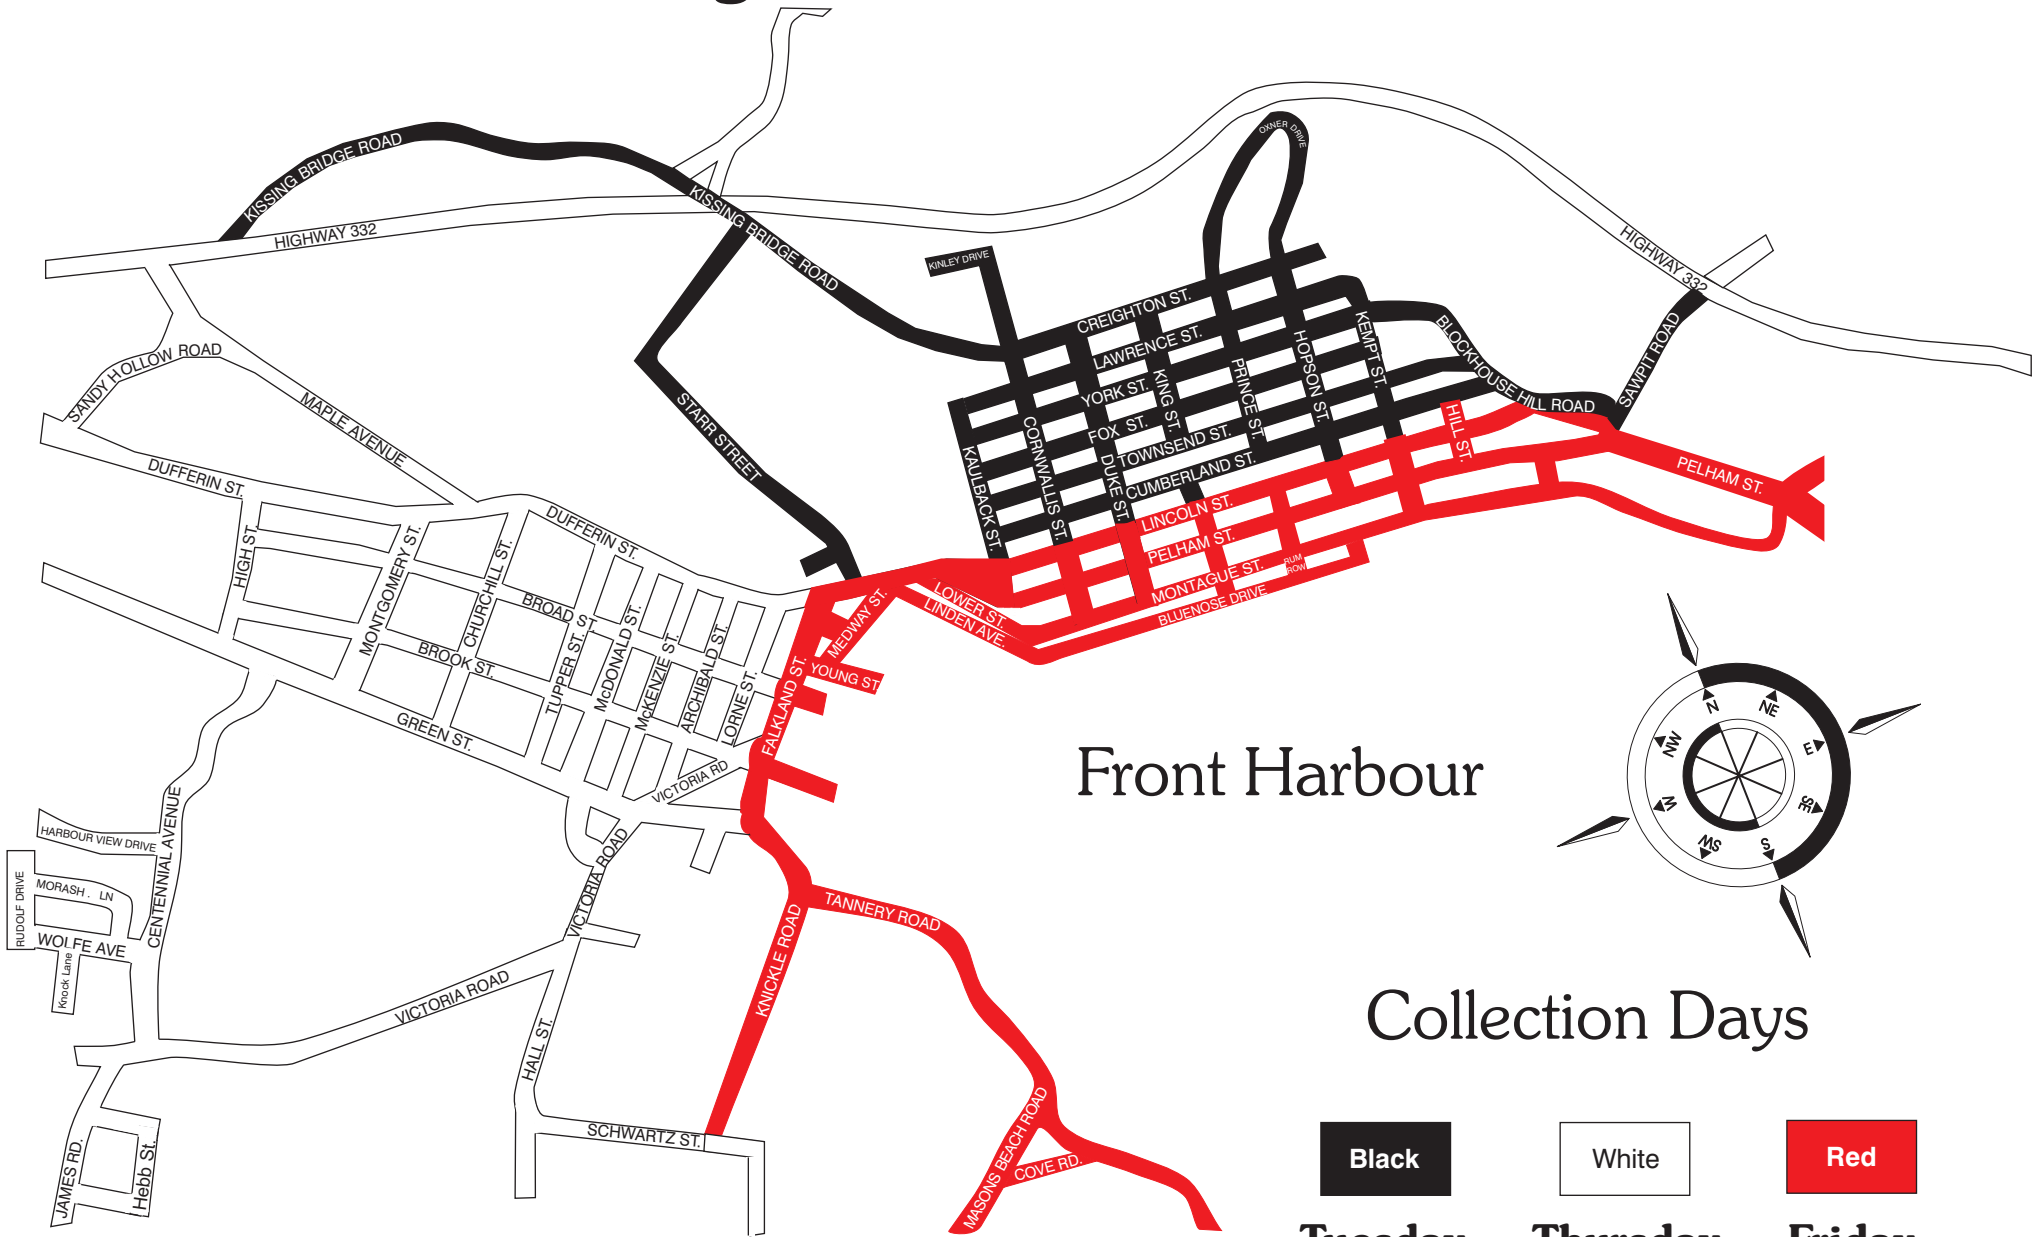 OXNER DRIVE
KISSING BRIDGE ROAD
KISSING BRIDGE ROAD
HIGHWAY 332
HIGHWAY 332
KINLEY DRIVE
CREIGHTON ST.
LAWRENCE ST.
YORK ST.
FOX ST.
TOWNSEND ST.
CUMBERLAND ST.
LINCOLN ST.
PELHAM ST.
MONTAGUE ST.
BLUENOSE DRIVE
RUM
ROW
KAULBACK ST.
CORNWALLIS ST.
DUKE ST.
KING ST.
PRINCE ST.
HOPSON ST.
KEMPT ST.
HILL ST.
BLOCKHOUSE HILL ROAD
SAWPIT ROAD
PELHAM ST.
STARR STREET
SANDY HOLLOW ROAD
MAPLE AVENUE
DUFFERIN ST.
DUFFERIN ST.
HIGH ST.
MONTGOMERY ST.
CHURCHILL ST.
BROAD ST.
BROOK ST.
TUPPER ST.
McDONALD ST.
McKENZIE ST.
ARCHIBALD ST.
LORNE ST.
GREEN ST.
VICTORIA RD
LOWER ST.
LINDEN AVE.
MEDWAY ST.
YOUNG ST.
FALKLAND ST.
Front Harbour
N
NE
E
SE
S
SW
W
NW
CENTENNIAL AVENUE
HARBOUR VIEW DRIVE
RUDOLF DRIVE
MORASH. LN
WOLFE AVE
Knock Lane
VICTORIA ROAD
VICTORIA ROAD
HALL ST.
SCHWARTZ ST.
JAMES RD.
Hebb St.
KNICKLE ROAD
TANNERY ROAD
MASONS BEACH ROAD
COVE RD.
Collection Days
Black White Red
Tuesday Thursday Friday